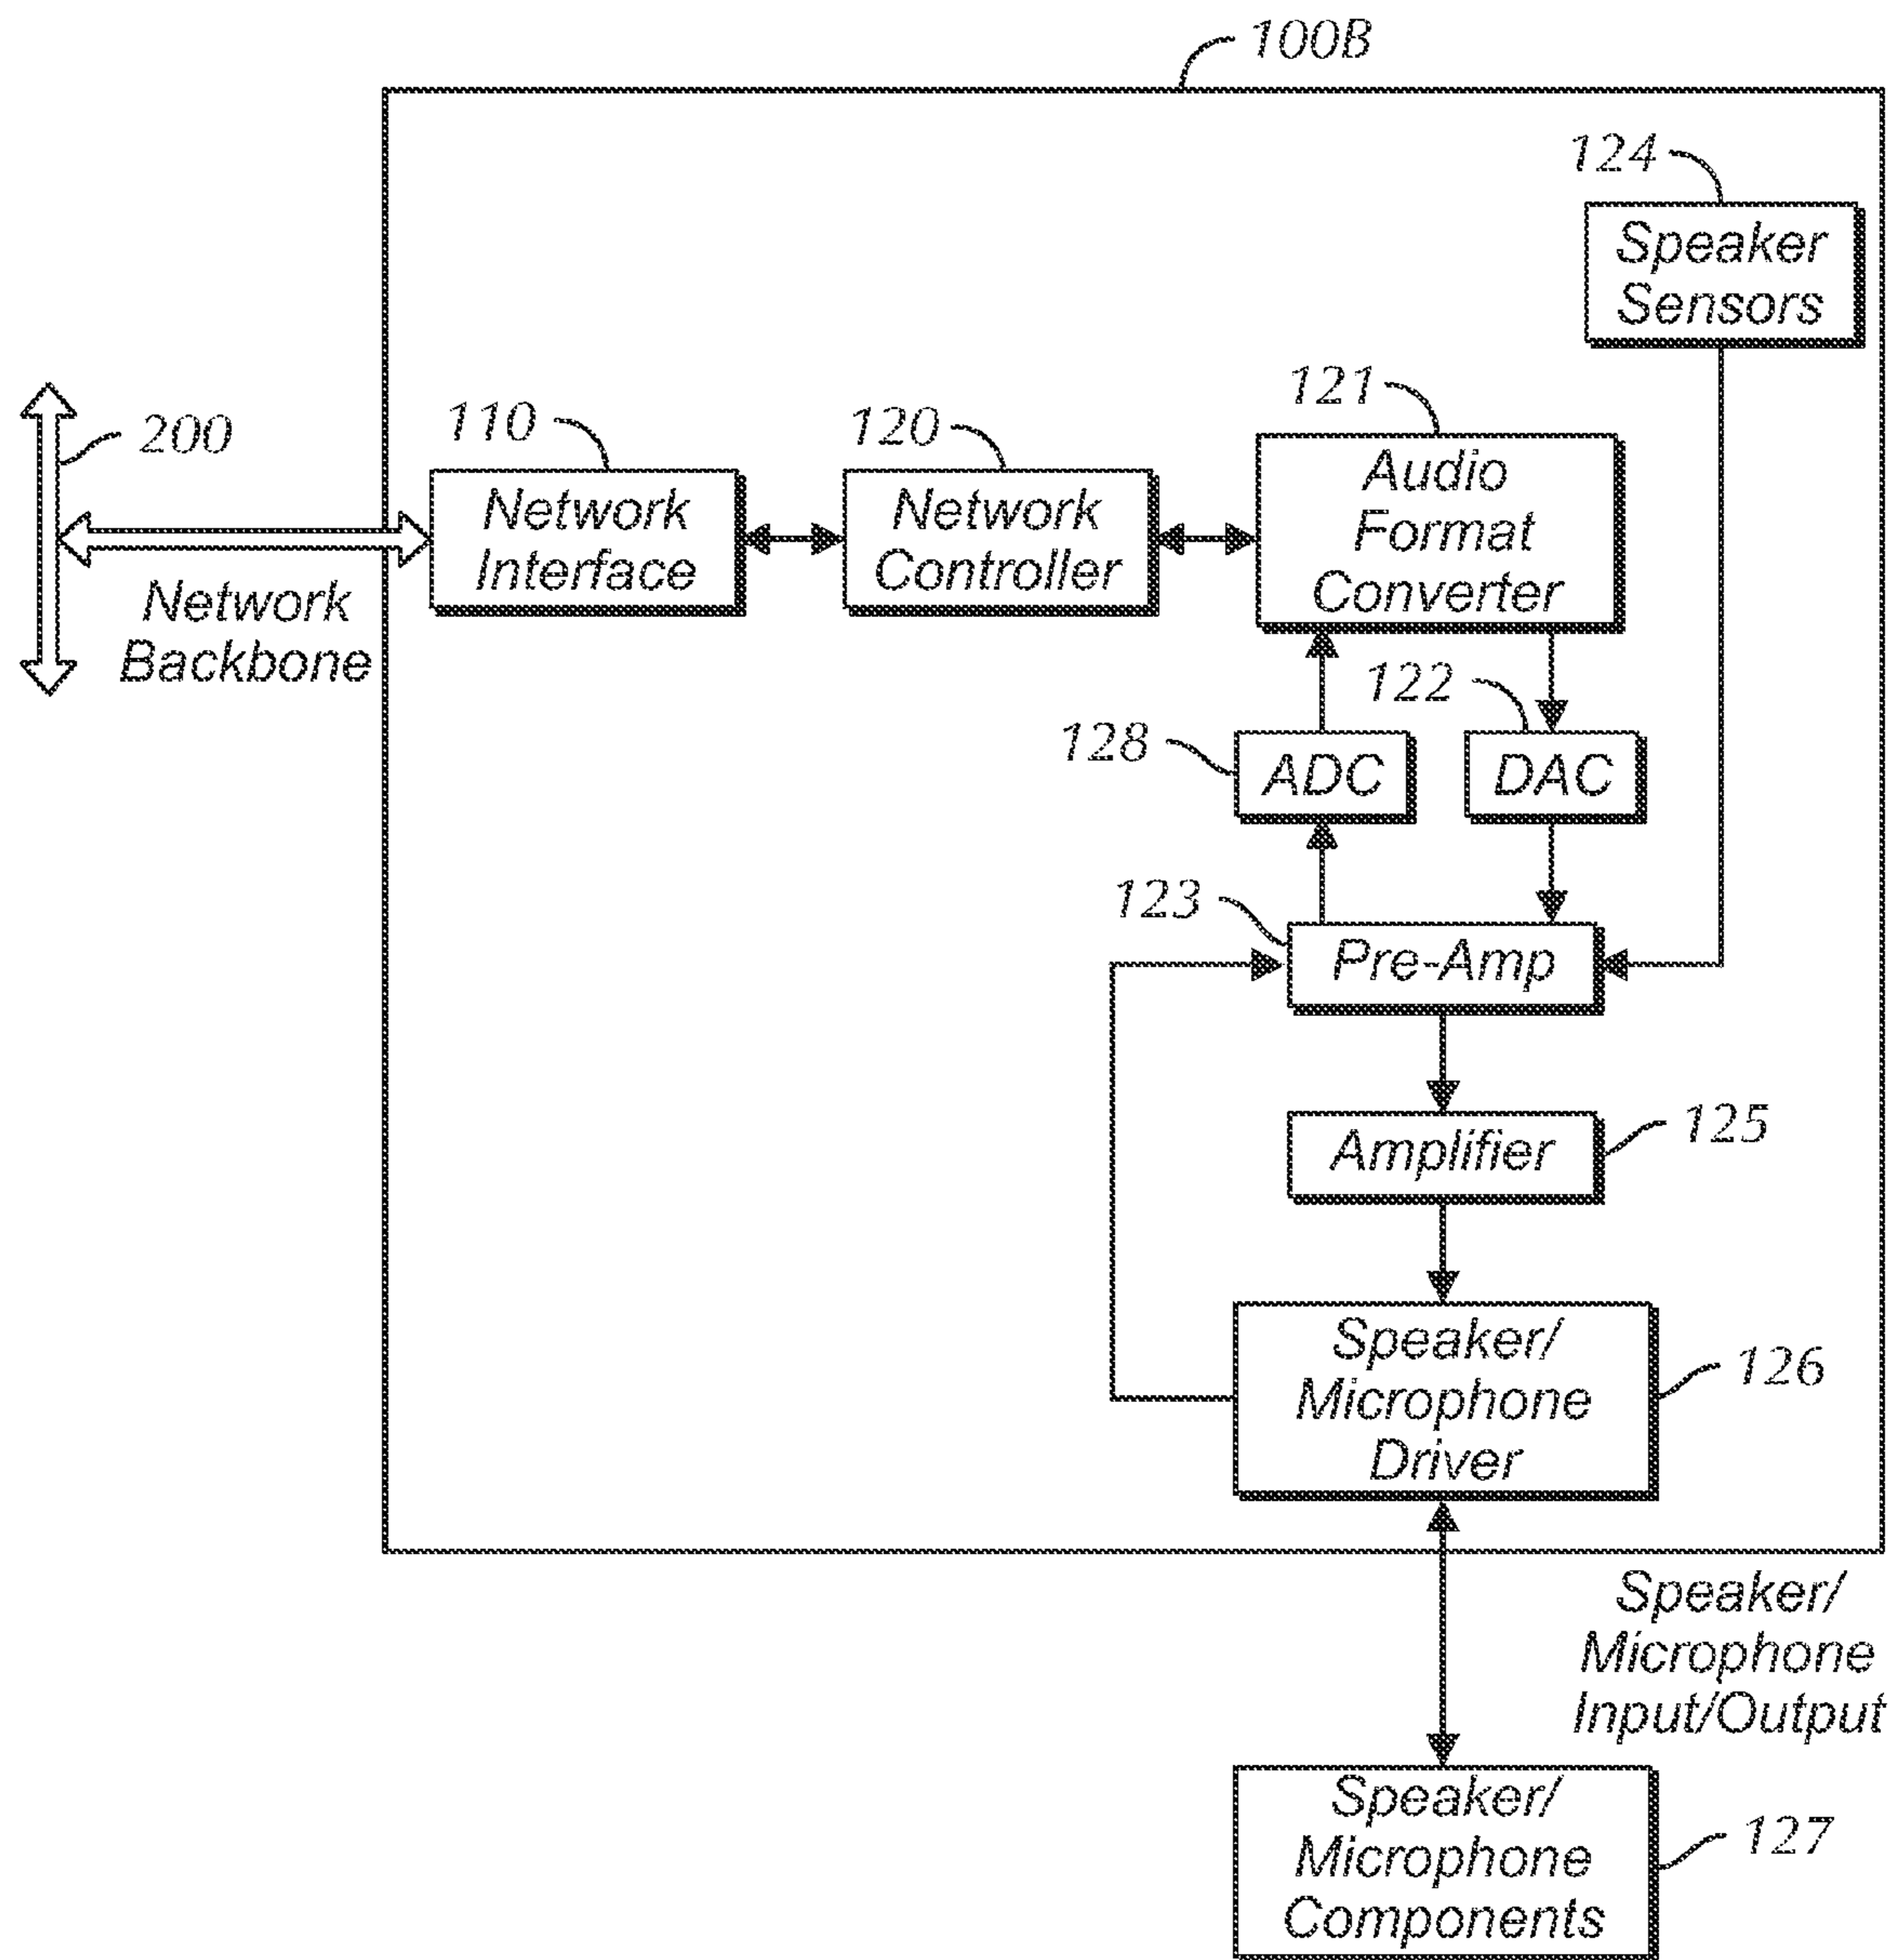 100B
124
Speaker
Sensors
200
110
120
121
Network
Interface
Network
Controller
Audio
Format
Converter
Network
Backbone
122
128
ADC
DAC
123
Pre-Amp
Amplifier
125
Speaker/
Microphone
Driver
126
Speaker/
Microphone
Input/Output
Speaker/
Microphone
Components
127